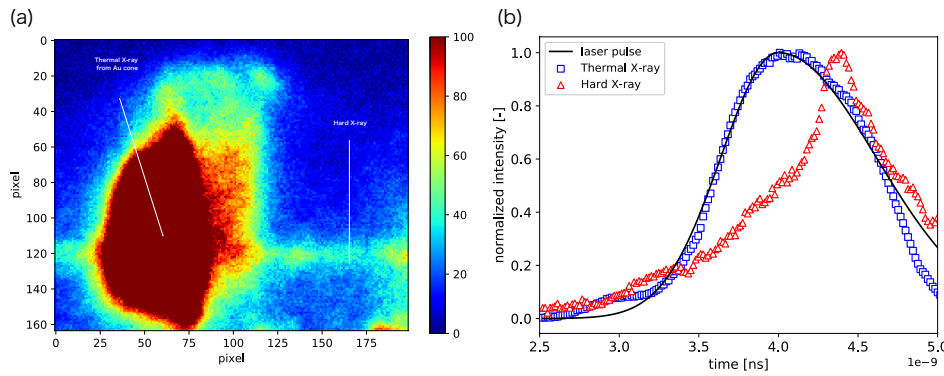 (a)
0
20
40
60
80
100
120
140
160
pixel
0
25
50
75
100
125
150
175
pixel
Thermal X-ray
from Au cone
Hard X-ray
100
80
60
40
20
0
(b)
1.0
0.8
0.6
0.4
0.2
0.0
normalized intensity [-]
laser pulse
Thermal X-ray
Hard X-ray
2.5
3.0
3.5
4.0
4.5
5.0
time [ns]
1e−9